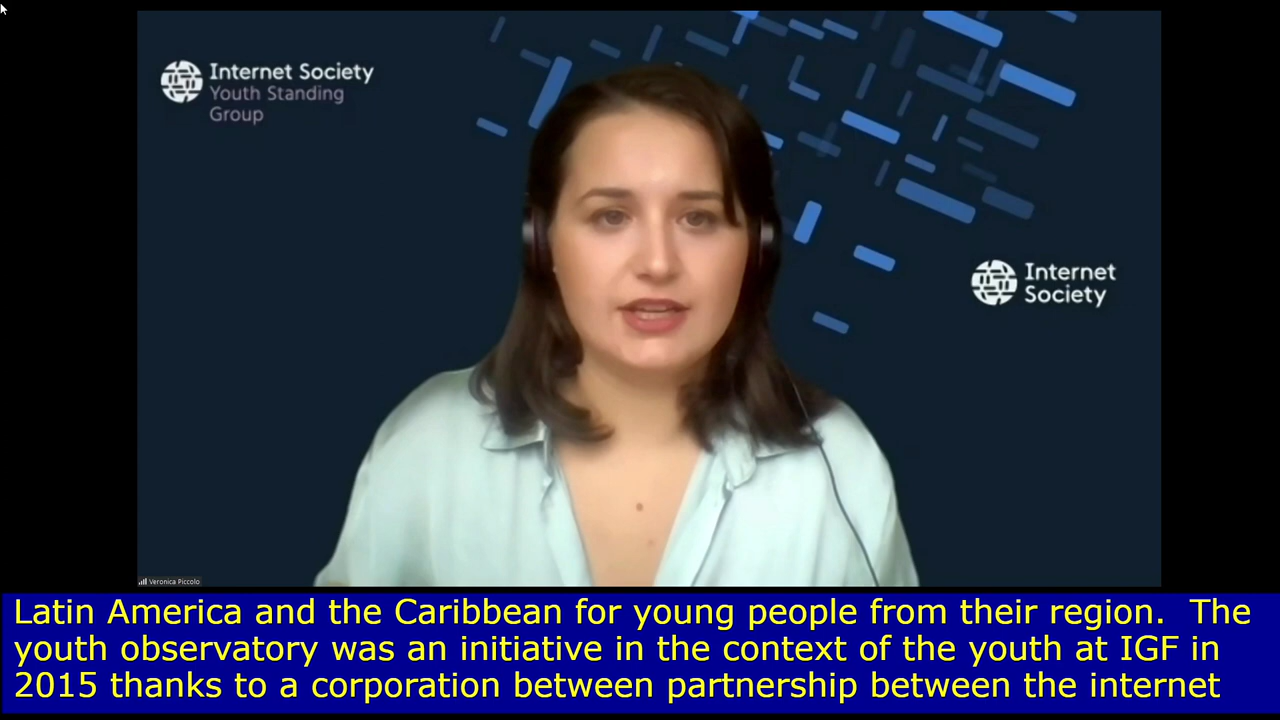 Internet Society
Youth Standing
Group
Internet
Society
Veronica Piccolo
Latin America and the Caribbean for young people from their region.  The
youth observatory was an initiative in the context of the youth at IGF in
2015 thanks to a corporation between partnership between the internet